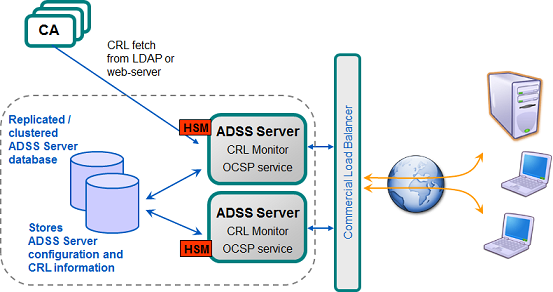 CA
CRL fetch
from LDAP or
web-server
Replicated /
clustered
ADSS Server
database
HSM
ADSS Server
CRL Monitor
OCSP service
ADSS Server
CRL Monitor
OCSP service
HSM
Stores
ADSS Server
configuration and
CRL information
Commercial Load Balancer